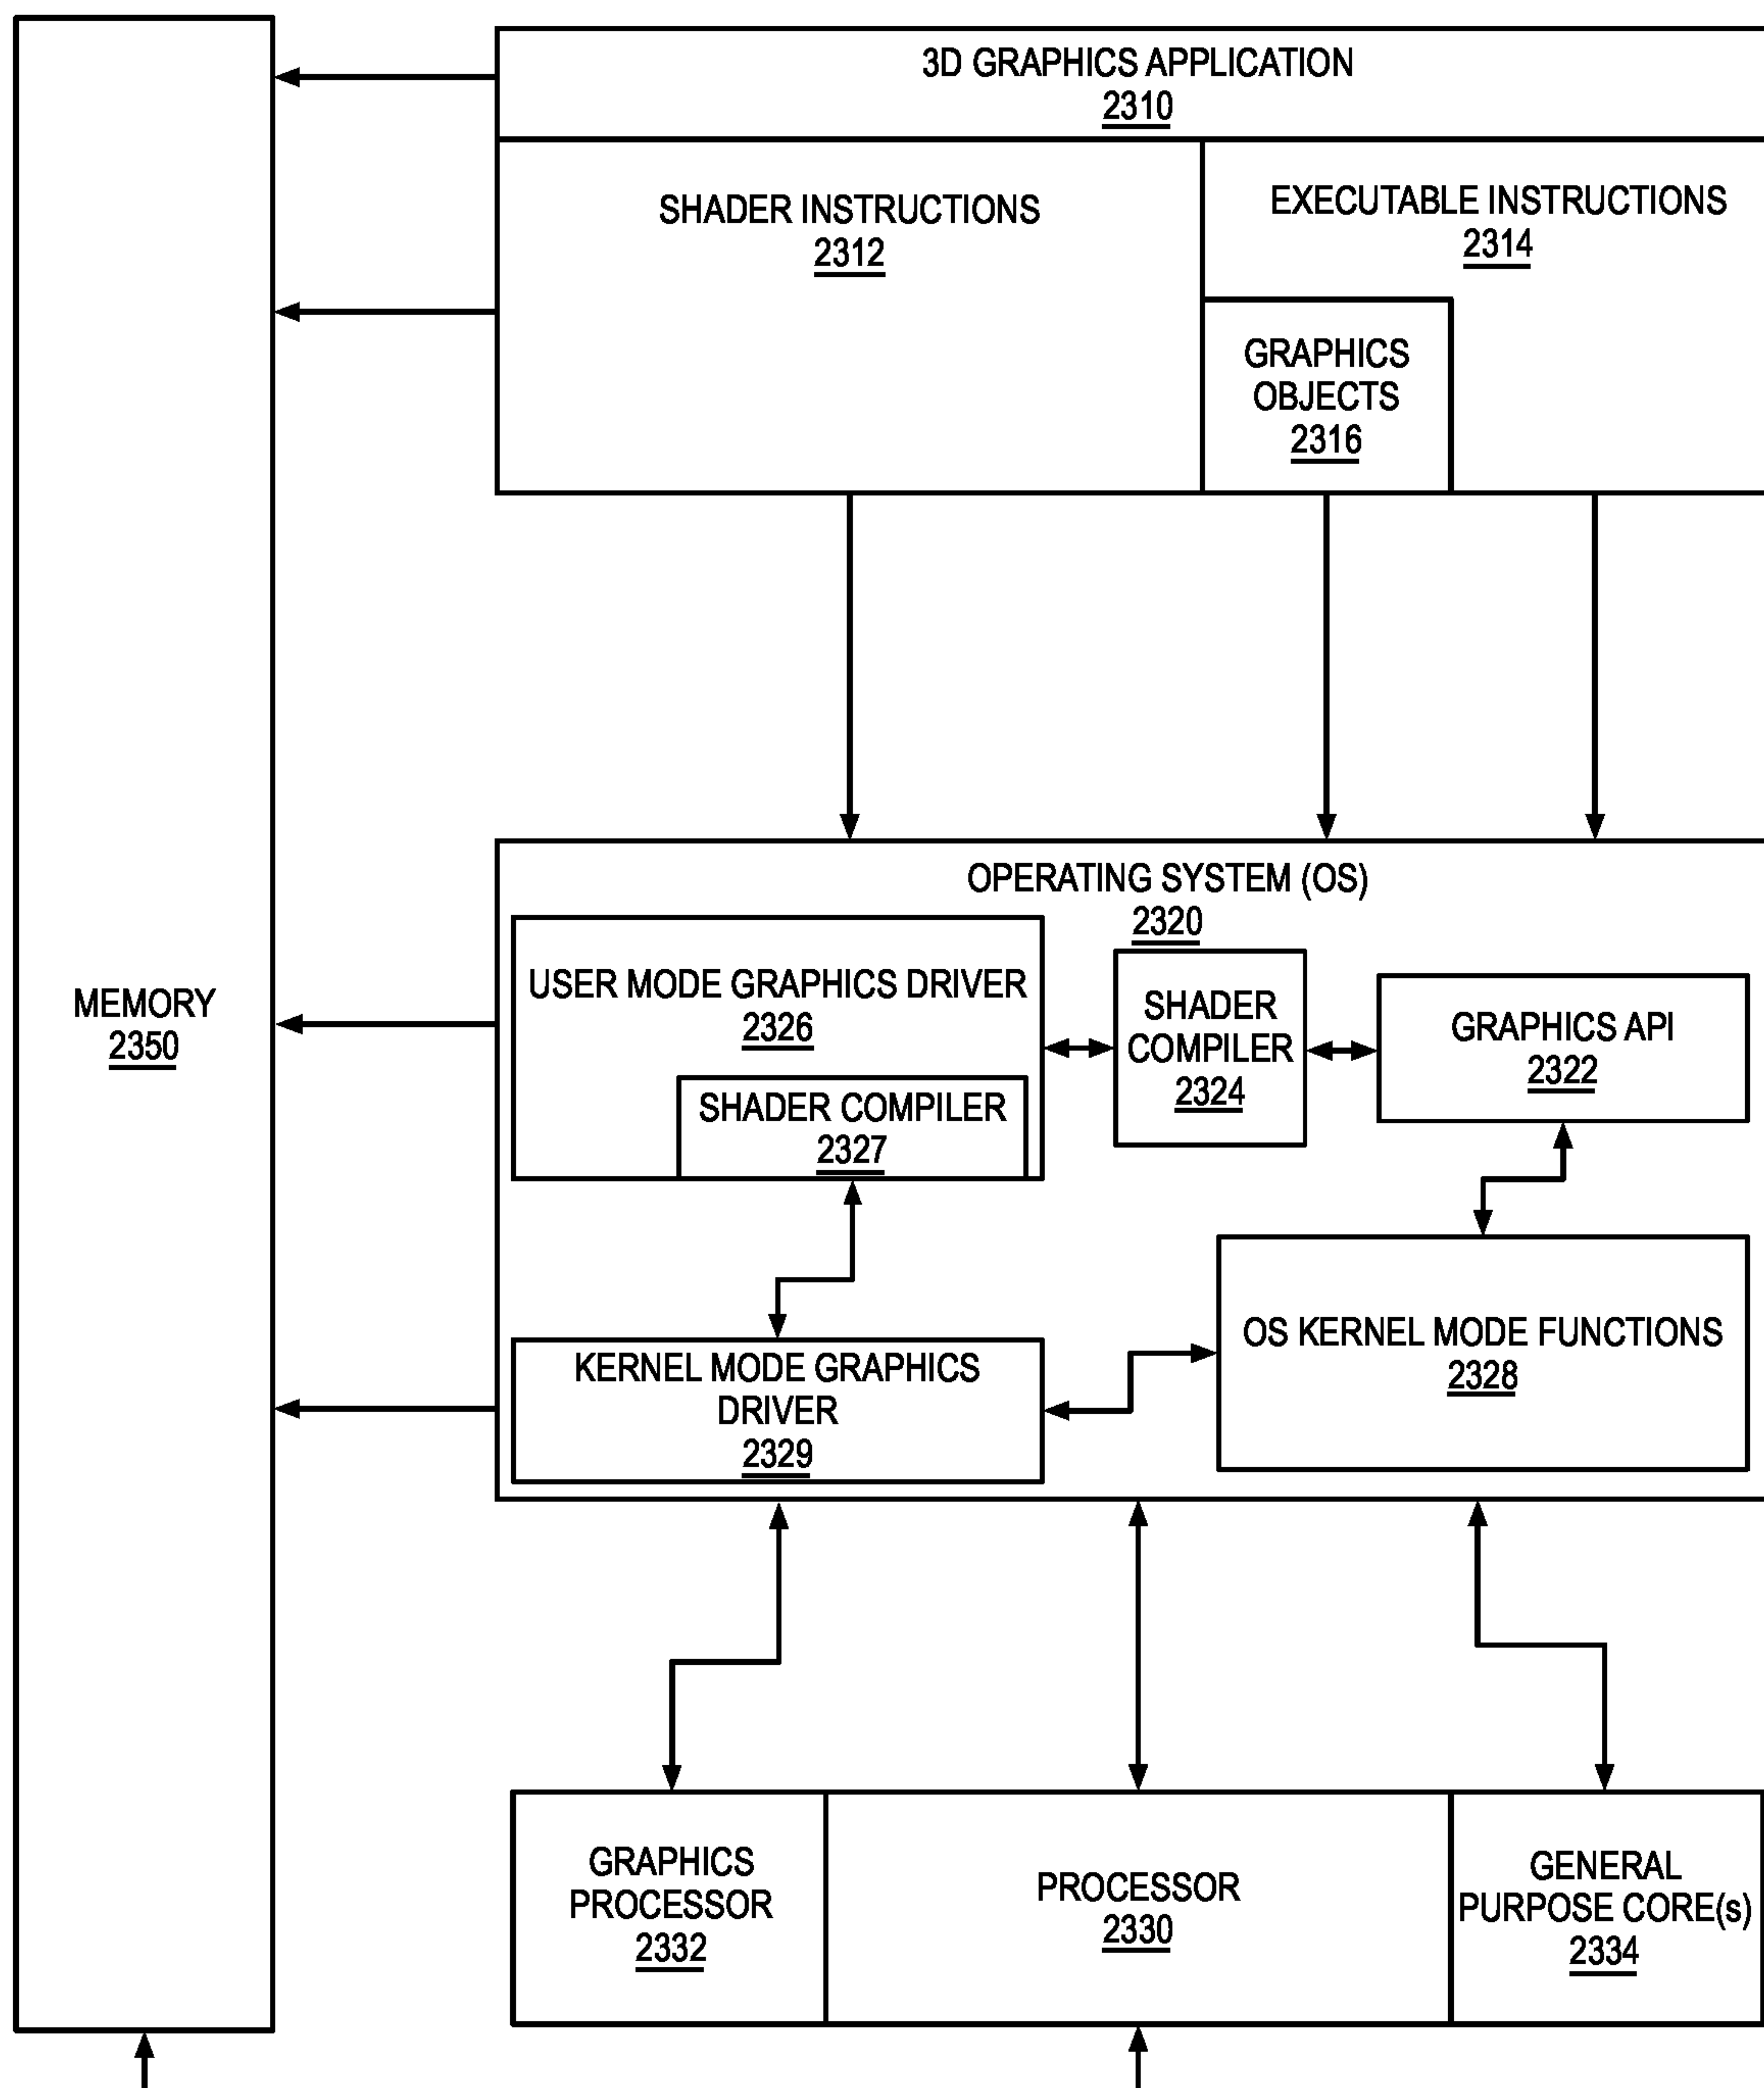 3D GRAPHICS APPLICATION
2310
SHADER INSTRUCTIONS
2312
EXECUTABLE INSTRUCTIONS
2314
GRAPHICS
OBJECTS
2316
MEMORY
2350
OPERATING SYSTEM (OS)
2320
USER MODE GRAPHICS DRIVER
2326
SHADER COMPILER
2327
SHADER
COMPILER
2324
GRAPHICS API
2322
KERNEL MODE GRAPHICS
DRIVER
2329
OS KERNEL MODE FUNCTIONS
2328
GRAPHICS
PROCESSOR
2332
PROCESSOR
2330
GENERAL
PURPOSE CORE(s)
2334